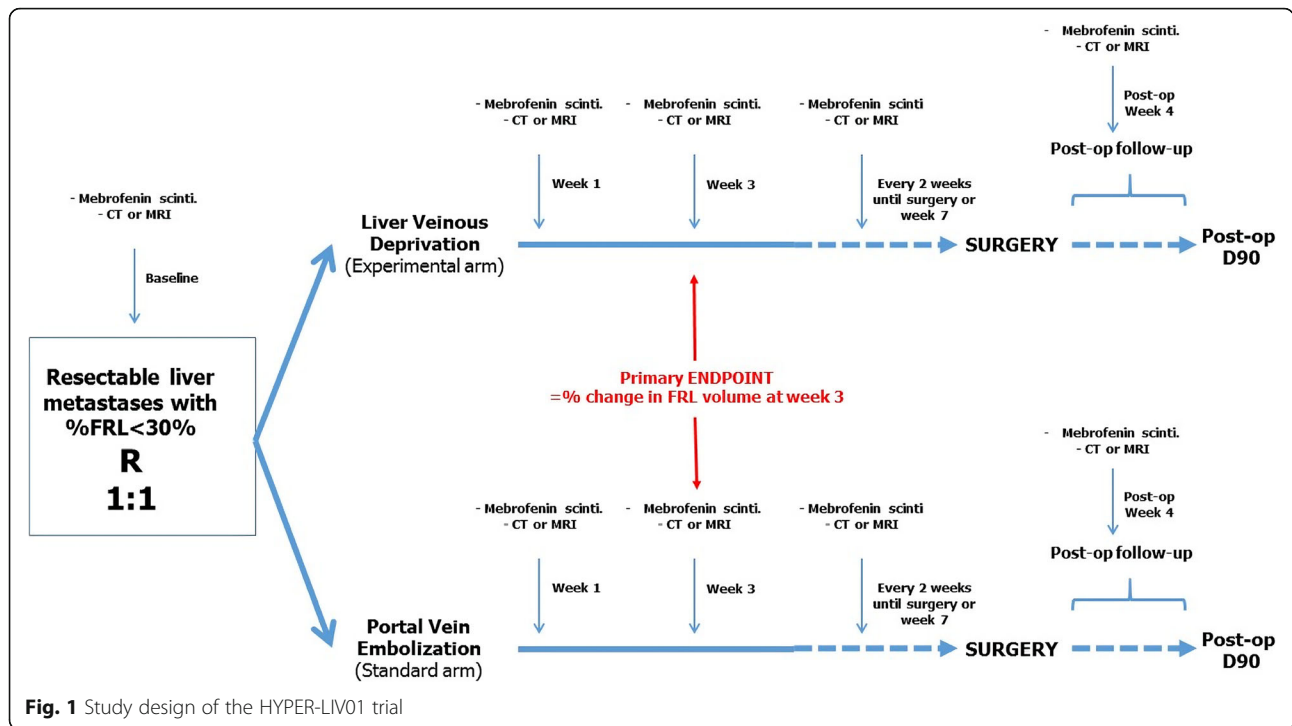 - Mebrofenin scinti.
- CT or MRI
Post-op
Week 4
Post-op follow-up
- Mebrofenin scinti.
- CT or MRI
- Mebrofenin scinti.
- CT or MRI
- Mebrofenin scinti
- CT or MRI
Week 1
Week 3
Every 2 weeks
until surgery or
week 7
- Mebrofenin scinti.
- CT or MRI
Baseline
Liver Veinous
Deprivation
(Experimental arm)
SURGERY
Post-op
D90
Resectable liver
metastases with
%FRL<30%
R
1:1
Primary ENDPOINT
=% change in FRL volume at week 3
- Mebrofenin scinti.
- CT or MRI
Post-op
Week 4
Post-op follow-up
- Mebrofenin scinti.
- CT or MRI
- Mebrofenin scinti.
- CT or MRI
- Mebrofenin scinti
- CT or MRI
Week 1
Week 3
Every 2 weeks
until surgery or
week 7
Portal Vein
Embolization
(Standard arm)
SURGERY
Post-op
D90
Fig. 1 Study design of the HYPER-LIV01 trial